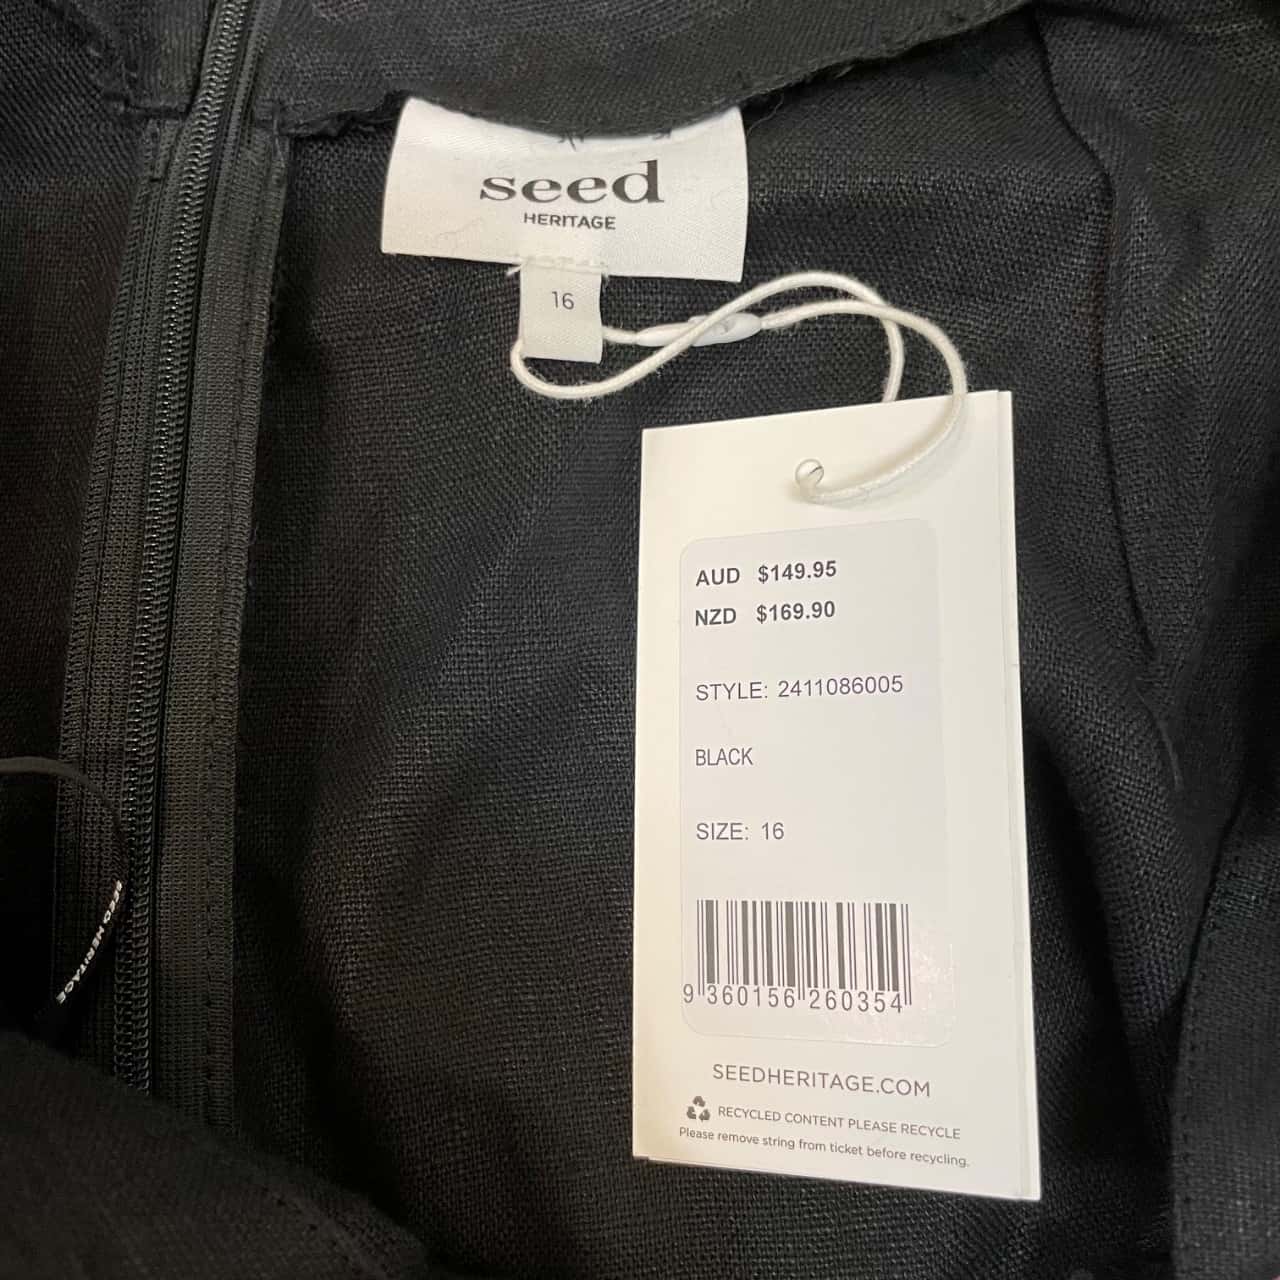 seed
HERITAGE
16
AUD $149.95
NZD $169.90
STYLE: 2411086005
BLACK
SIZE: 16
9 360156 260354
SEEDHERITAGE.COM
RECYCLED CONTENT PLEASE RECYCLE
Please remove string from ticket before recycling.
SEED HERITAGE